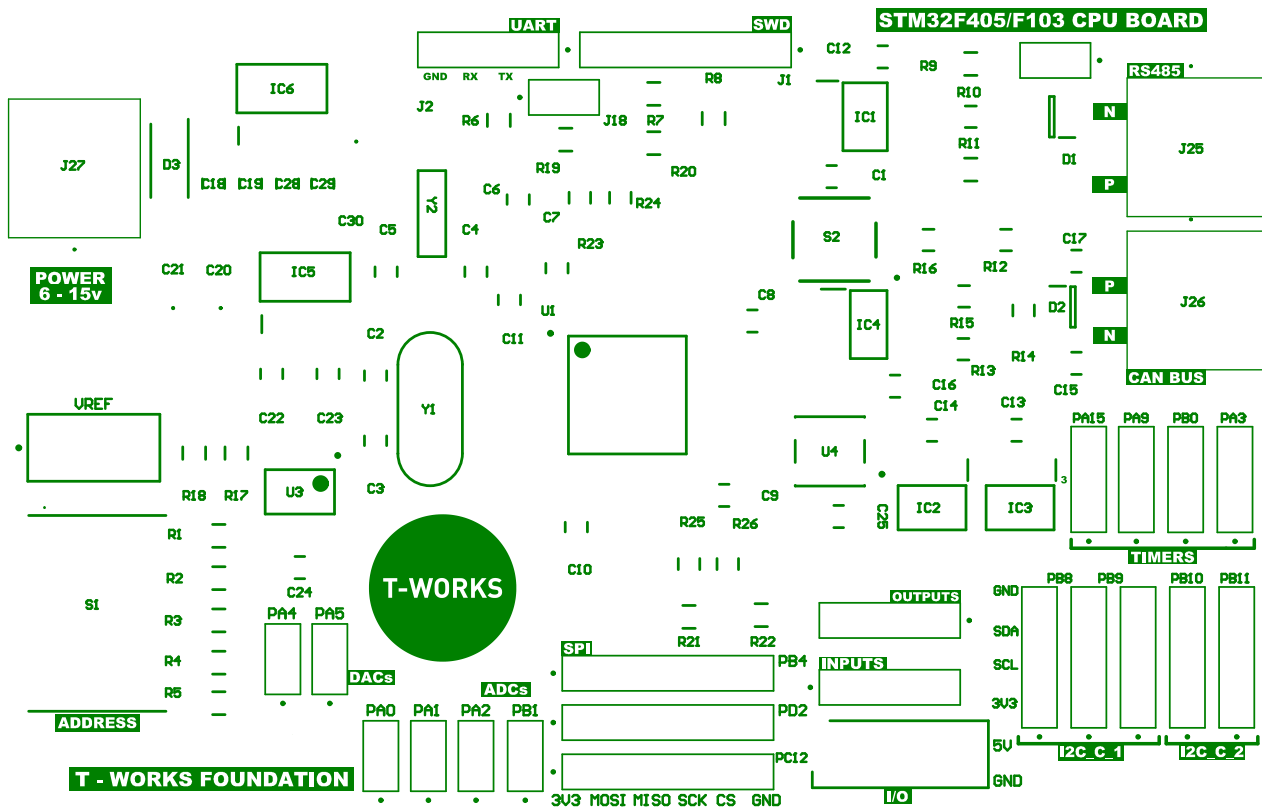 STM32F405/F103 CPU BOARD
UART
SWD
C12
R9
RS485
GND RX TX
R8
J1
IC6
R10
J2
R6
J18
R7
IC1
N
R11
J25
J27
D3
R19
R20
C1
D1
C18 C19 C28 C29
C6
Y2
R24
P
C30
C5
C4
C7
S2
R23
R16
R12
C17
C21
C20
IC5
POWER
6 - 15v
P
J26
U1
C8
R15
D2
IC4
C2
C11
R14
N
R13
CAN BUS
C16
VREF
Y1
C14
C13
C22
C23
PA15 PA9 PB0 PA3
U4
R18
R17
U3
C3
C9
3
IC2
IC3
C25
R25
R26
R1
TIMERS
C10
R2
T-WORKS
C24
PB8 PB9 PB10 PB11
GND
S1
PA4 PA5
OUTPUTS
R3
SDA
R21
R22
SPI
R4
PB4
INPUTS
SCL
DACs
R5
ADCs
3V3
ADDRESS
PA0 PA1 PA2 PB1
PD2
5V
I2C_C_1
I2C_C_2
PC12
T - WORKS FOUNDATION
GND
3V3 MOSI MISO SCK CS GND
I/O